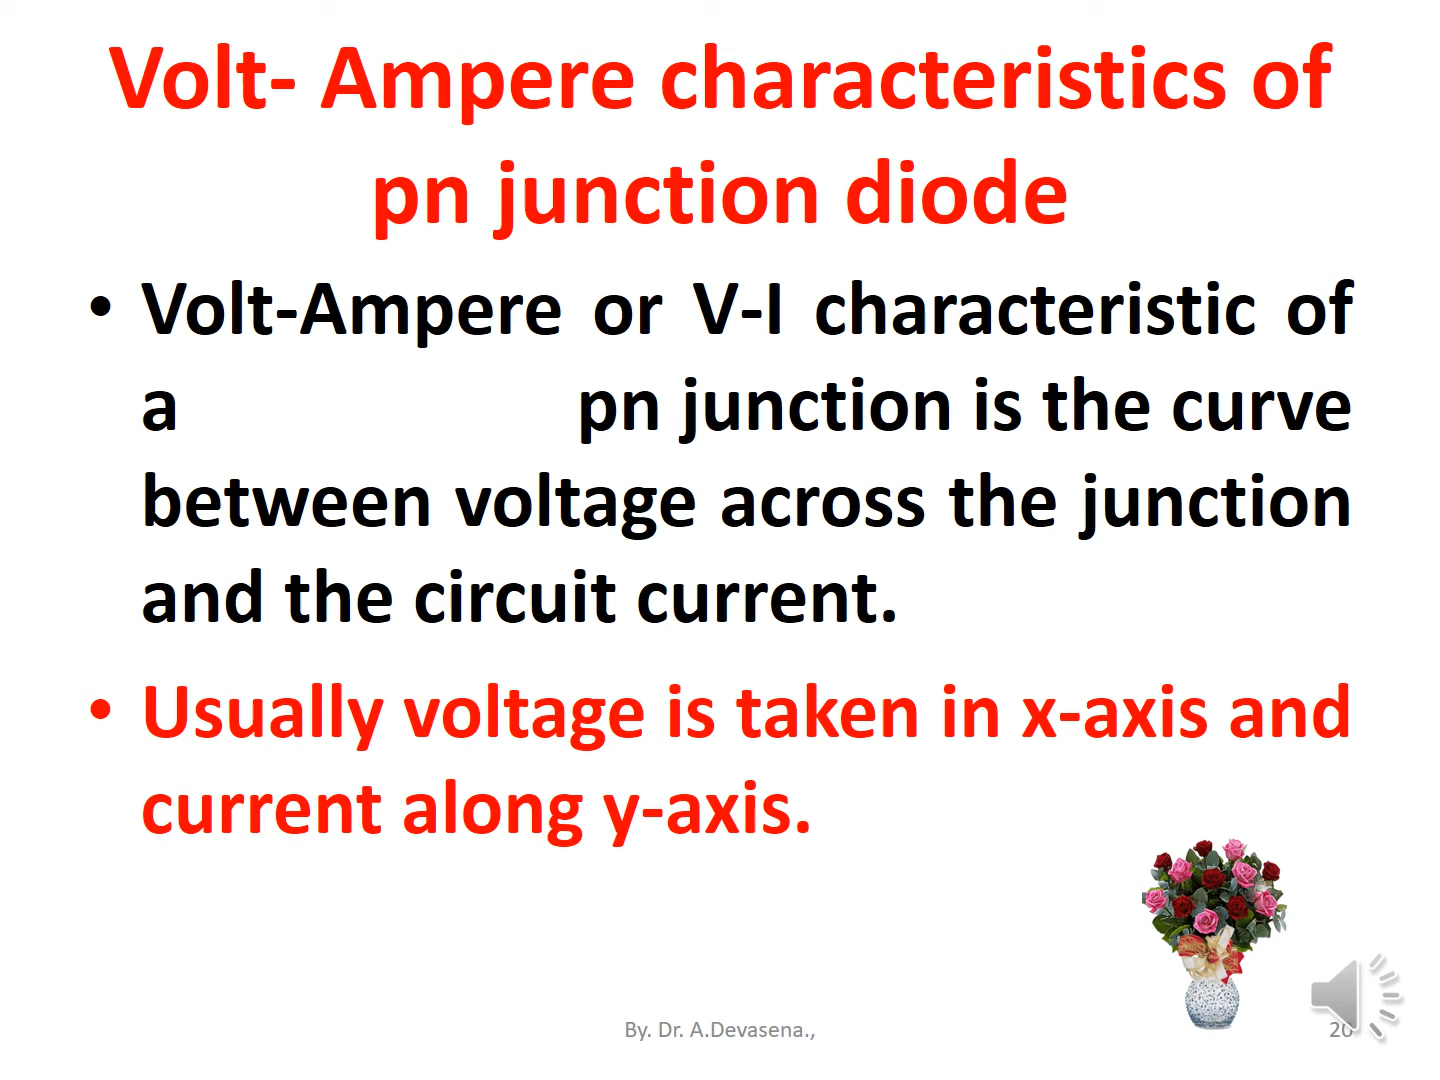 Volt- Ampere characteristics of
pn junction diode
• Volt-Ampere or V-I characteristic of
a pn junction is the curve
between voltage across the junction
and the circuit current.
• Usually voltage is taken in x-axis and
current along y-axis.
By. Dr. A.Devasena.,